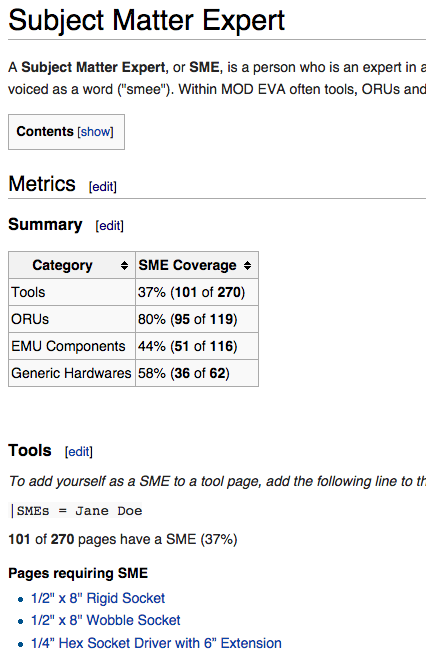 Subject Matter Expert
A Subject Matter Expert, or SME, is a person who is an expert in a
voiced as a word ("smee"). Within MOD EVA often tools, ORUs and
Contents [show]
Metrics [edit]
Summary [edit]
Category SME Coverage
Tools 37% (101 of 270)
ORUs 80% (95 of 119)
EMU Components 44% (51 of 116)
Generic Hardwares 58% (36 of 62)
Tools [edit]
To add yourself as a SME to a tool page, add the following line to th
|SMEs = Jane Doe
101 of 270 pages have a SME (37%)
Pages requiring SME
1/2" x 8" Rigid Socket
1/2" x 8" Wobble Socket
1/4” Hex Socket Driver with 6” Extension